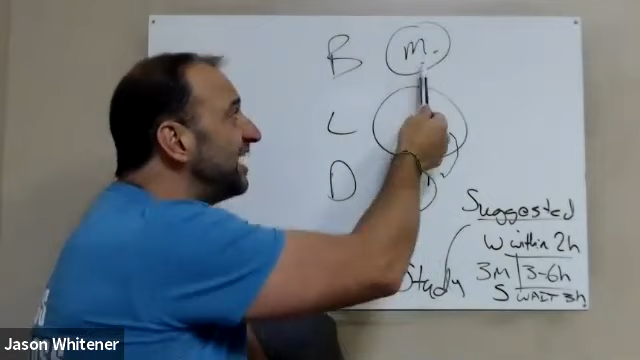 B m.
L
D
Suggested
Study W within 2h
3M 3-6h
S WAIT 3h
Jason Whitener